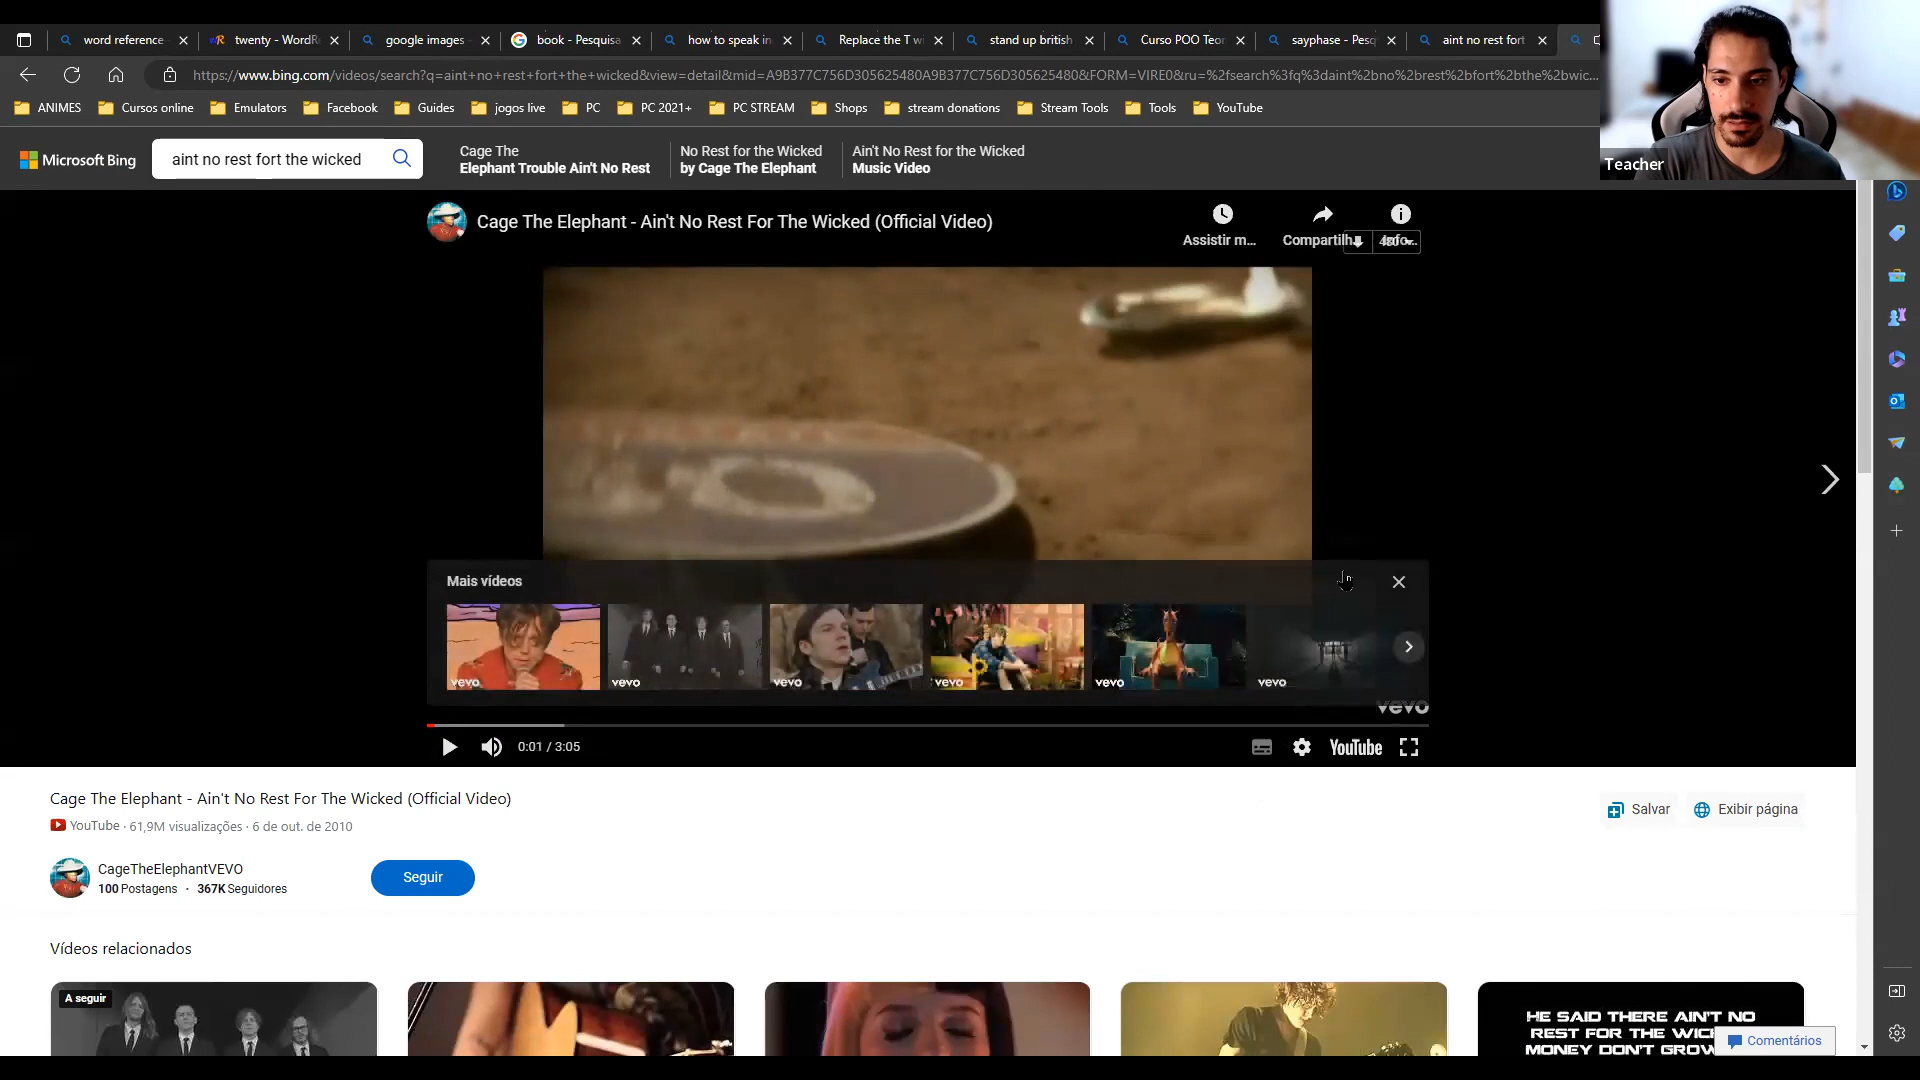 word reference
twenty - WordR
google images -
book - Pesquisa
how to speak in
Replace the T w
stand up british
Curso POO Teor
sayphase - Pesq
aint no rest fort
https://www.bing.com/videos/search?q=aint+no+rest+fort+the+wicked&view=detail&mid=A9B377C756D305625480A9B377C756D305625480&FORM=VIRE0&ru=%2fsearch%3fq%3daint%2bno%2brest%2bfort%2bthe%2bwic...
ANIMES
Cursos online
Emulators
Facebook
Guides
jogos live
PC
PC 2021+
PC STREAM
Shops
stream donations
Stream Tools
Tools
YouTube
Teacher
Microsoft Bing
aint no rest fort the wicked
Cage The
Elephant Trouble Ain't No Rest
No Rest for the Wicked
by Cage The Elephant
Ain't No Rest for the Wicked
Music Video
Cage The Elephant - Ain't No Rest For The Wicked (Official Video)
Assistir m...
Compartilh
Info...
Mais vídeos
vevo
vevo
vevo
vevo
vevo
vevo
vevo
0:01 / 3:05
YouTube
Cage The Elephant - Ain't No Rest For The Wicked (Official Video)
YouTube · 61,9M visualizações · 6 de out. de 2010
Salvar
Exibir página
CageTheElephantVEVO
100 Postagens · 367K Seguidores
Seguir
Vídeos relacionados
A seguir
HE SAID THERE AIN'T NO
REST FOR THE WIC
MONEY DON'T GROW
Comentários